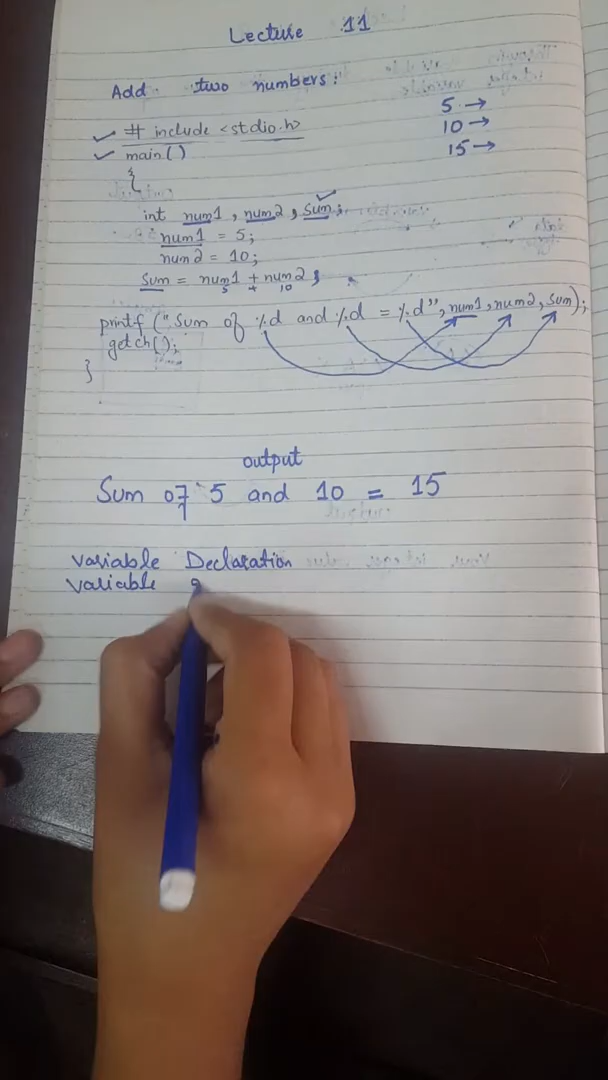 Lecture 11
Add two numbers:
5 →
10 →
15 →
# include <stdio.h>
main()
{
int num1, num2, Sum;
num1 = 5;
num2 = 10;
Sum = num1 + num2;
5 + 10
printf ("Sum of %d and %d = %d", num1, num2, Sum);
getch();
}
output
Sum of 5 and 10 = 15
variable Declaration
variable